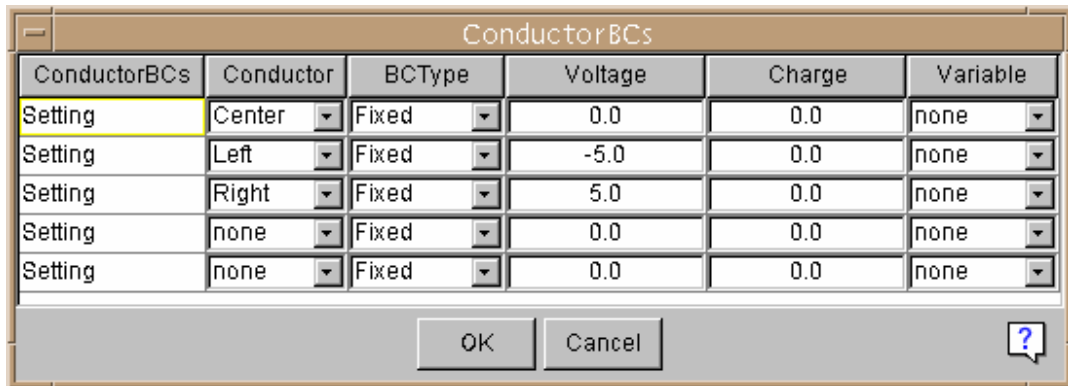 ConductorBCs
ConductorBCs Conductor BCType Voltage Charge Variable
Setting Center Fixed 0.0 0.0 none
Setting Left Fixed -5.0 0.0 none
Setting Right Fixed 5.0 0.0 none
Setting none Fixed 0.0 0.0 none
Setting none Fixed 0.0 0.0 none
OK Cancel ?